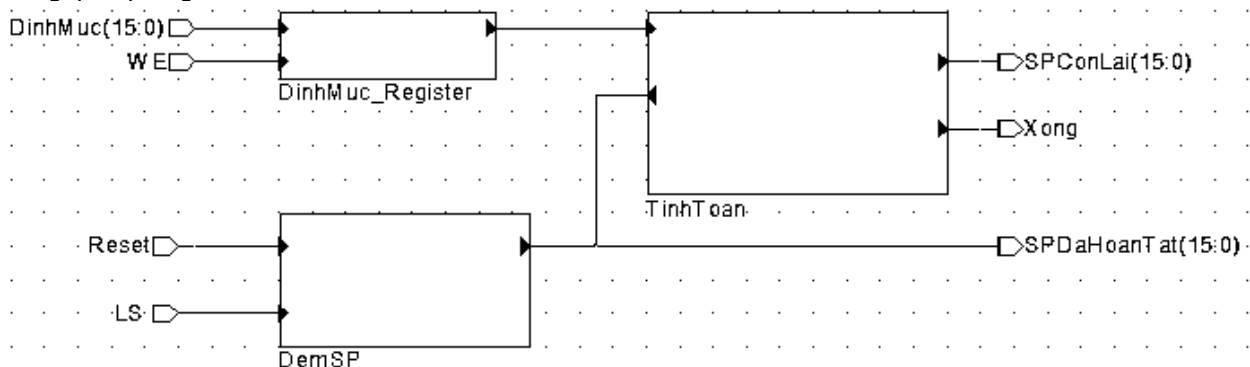 DinhMuc(15:0)
WE
DinhMuc_Register
SPConLai(15:0)
Xong
TinhToan
Reset
SPDaHoanTat(15:0)
LS
DemSP